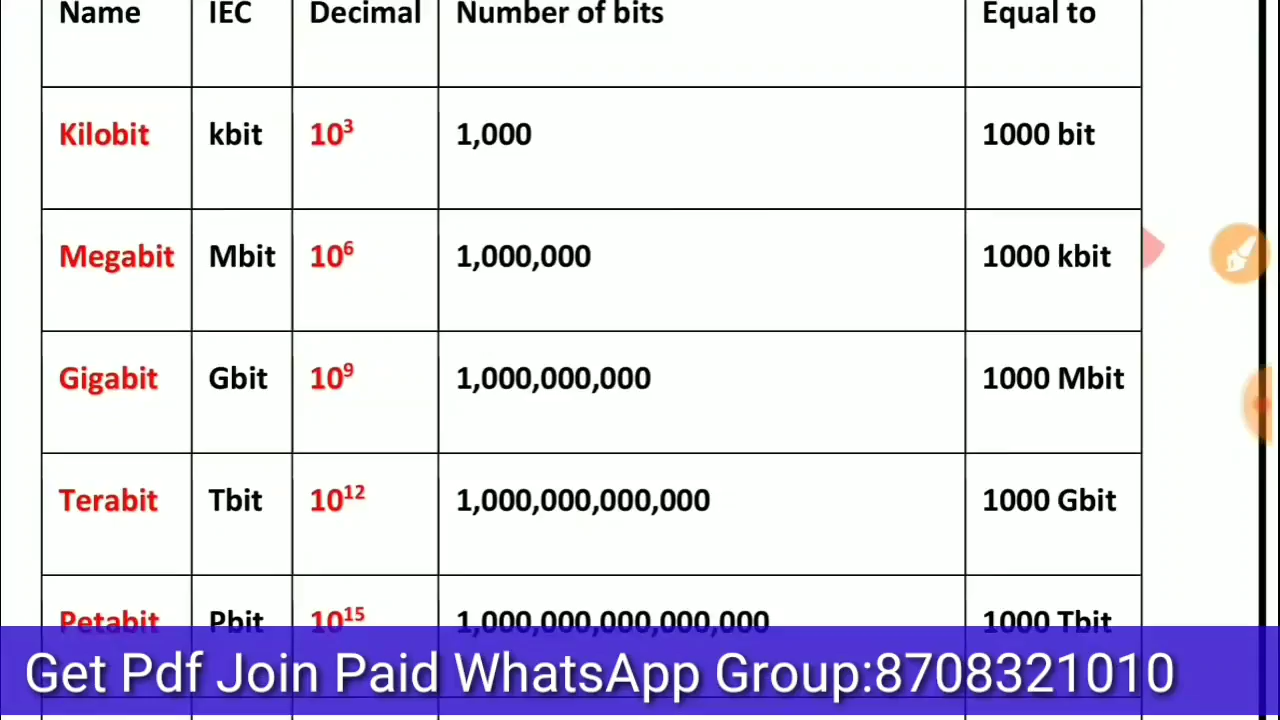 Name IEC Decimal Number of bits Equal to
Kilobit kbit 10³ 1,000 1000 bit
Megabit Mbit 10⁶ 1,000,000 1000 kbit
Gigabit Gbit 10⁹ 1,000,000,000 1000 Mbit
Terabit Tbit 10¹² 1,000,000,000,000 1000 Gbit
Petabit Pbit 10¹⁵ 1,000,000,000,000,000 1000 Tbit
Get Pdf Join Paid WhatsApp Group:8708321010